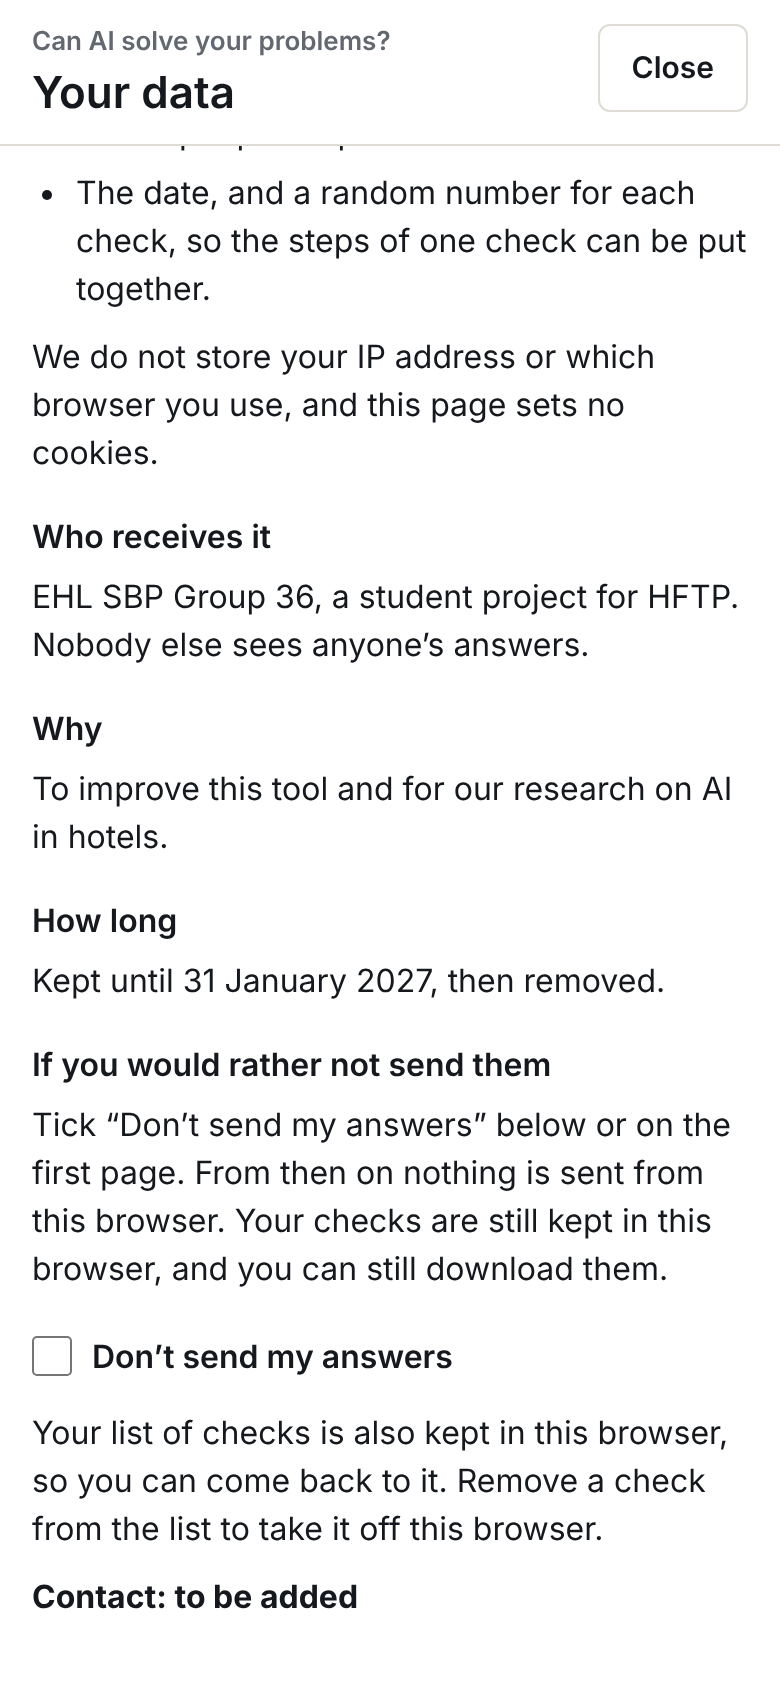 Can AI solve your problems?
Your data
Close
• The date, and a random number for each
check, so the steps of one check can be put
together.
We do not store your IP address or which
browser you use, and this page sets no
cookies.
Who receives it
EHL SBP Group 36, a student project for HFTP.
Nobody else sees anyone’s answers.
Why
To improve this tool and for our research on AI
in hotels.
How long
Kept until 31 January 2027, then removed.
If you would rather not send them
Tick “Don’t send my answers” below or on the
first page. From then on nothing is sent from
this browser. Your checks are still kept in this
browser, and you can still download them.
Don’t send my answers
Your list of checks is also kept in this browser,
so you can come back to it. Remove a check
from the list to take it off this browser.
Contact: to be added